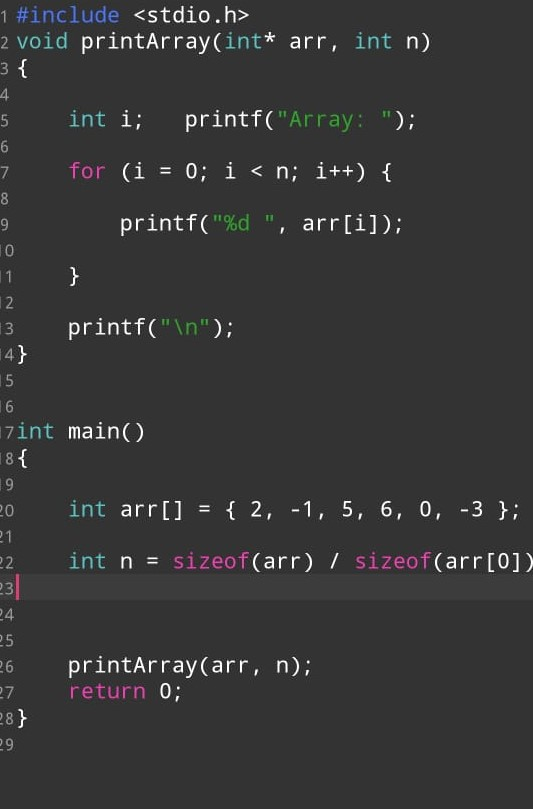 1 #include <stdio.h>
2 void printArray(int* arr, int n)
3 {
4
5     int i;   printf("Array: ");
6
7     for (i = 0; i < n; i++) {
8
9         printf("%d ", arr[i]);
10
11     }
12
13     printf("\n");
14 }
15
16
17 int main()
18 {
19
20     int arr[] = { 2, -1, 5, 6, 0, -3 };
21
22     int n = sizeof(arr) / sizeof(arr[0])
23
24
25
26     printArray(arr, n);
27     return 0;
28 }
29